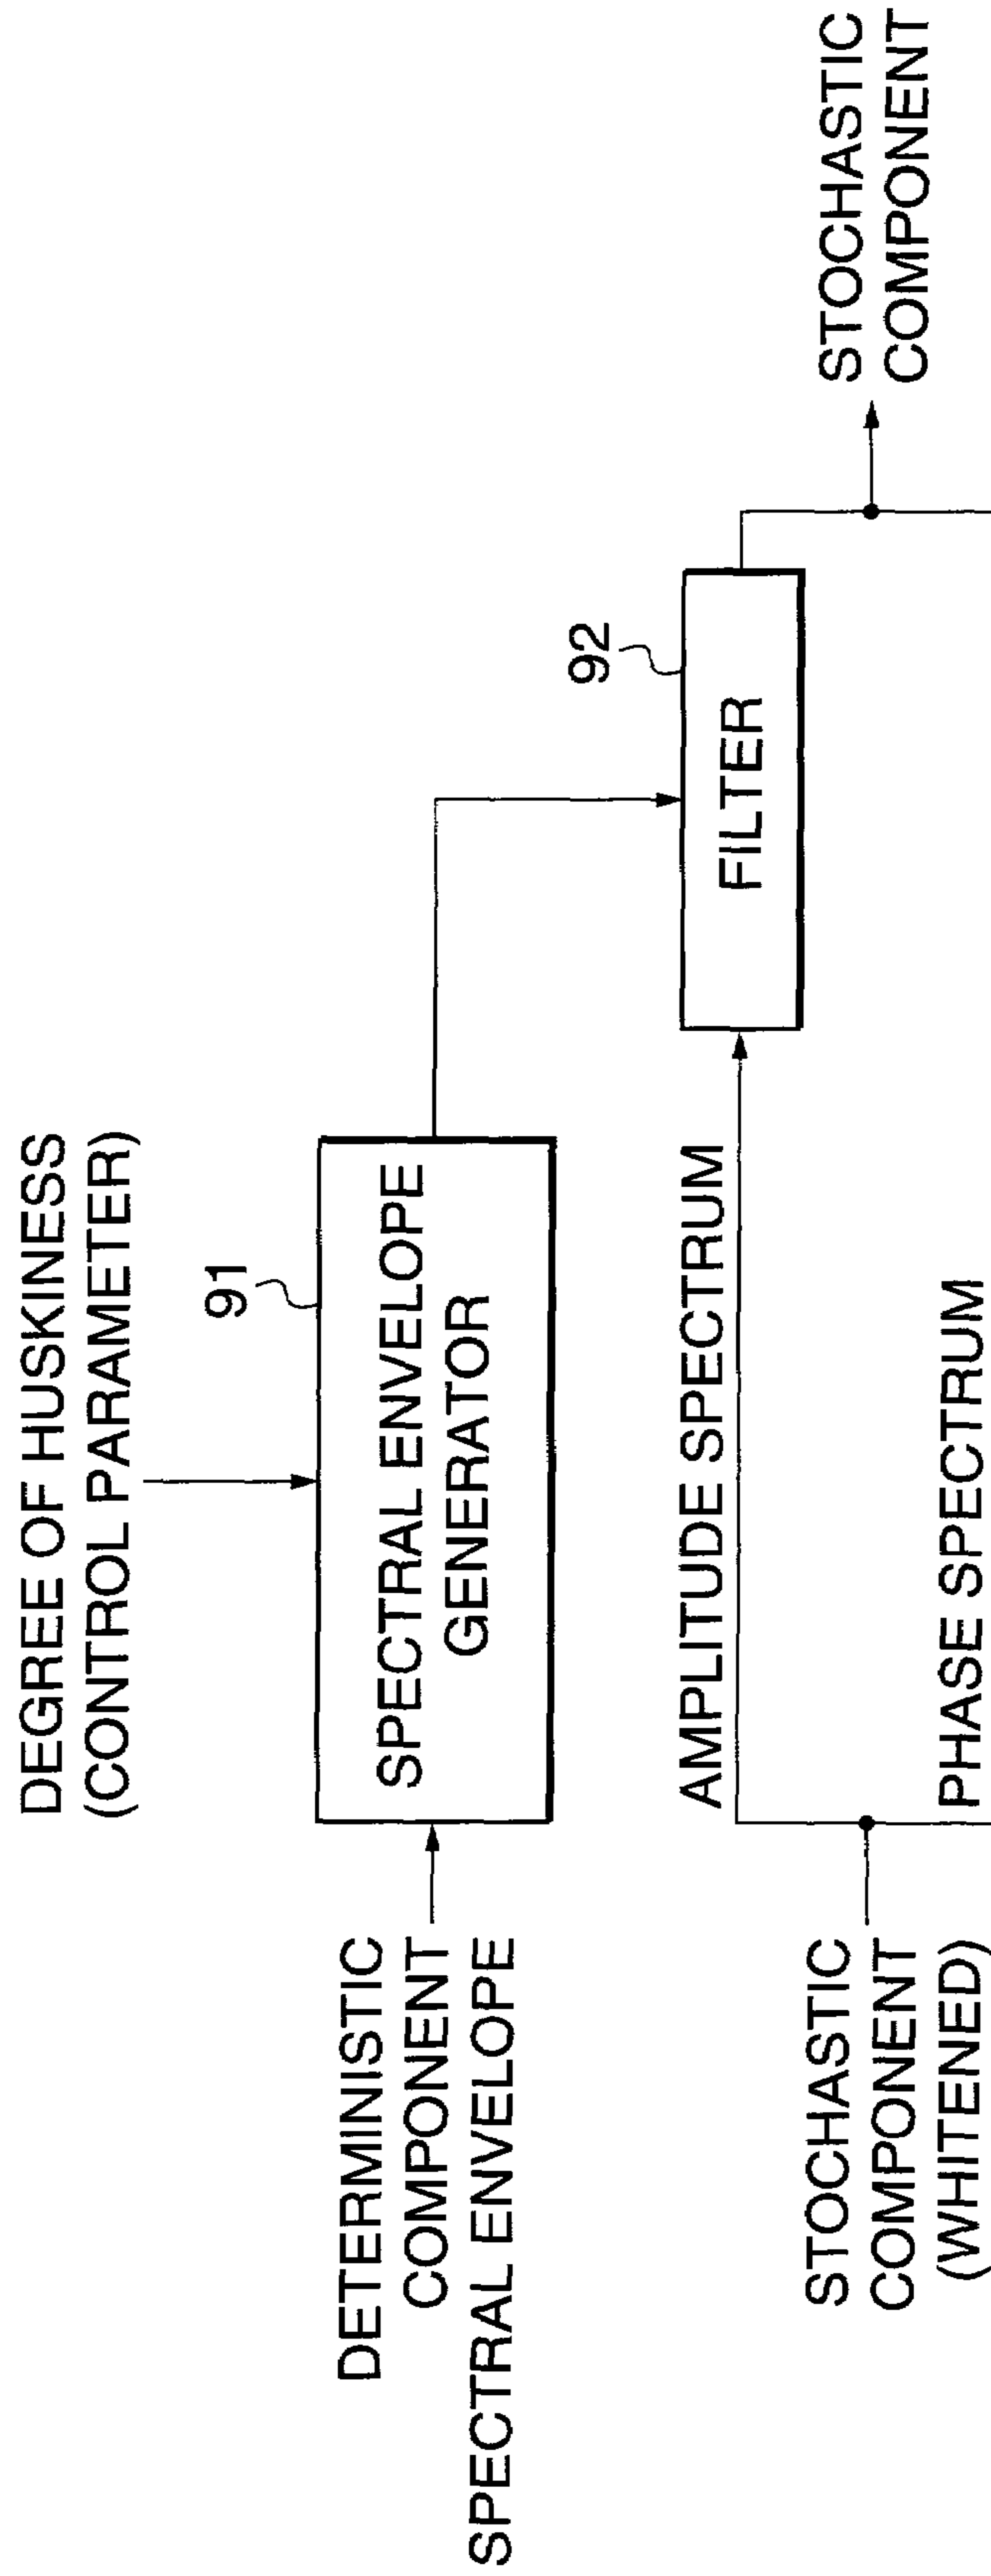 DEGREE OF HUSKINESS
(CONTROL PARAMETER)
91
DETERMINISTIC
COMPONENT
SPECTRAL ENVELOPE
SPECTRAL ENVELOPE
GENERATOR
92
FILTER
AMPLITUDE SPECTRUM
STOCHASTIC
COMPONENT
(WHITENED)
PHASE SPECTRUM
STOCHASTIC
COMPONENT